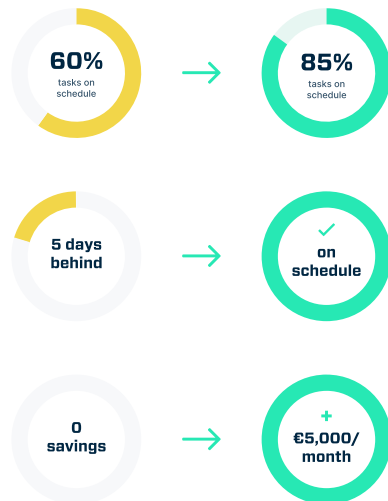 60%
tasks on
schedule
85%
tasks on
schedule
5 days
behind
on
schedule
0
savings
+
€5,000/
month